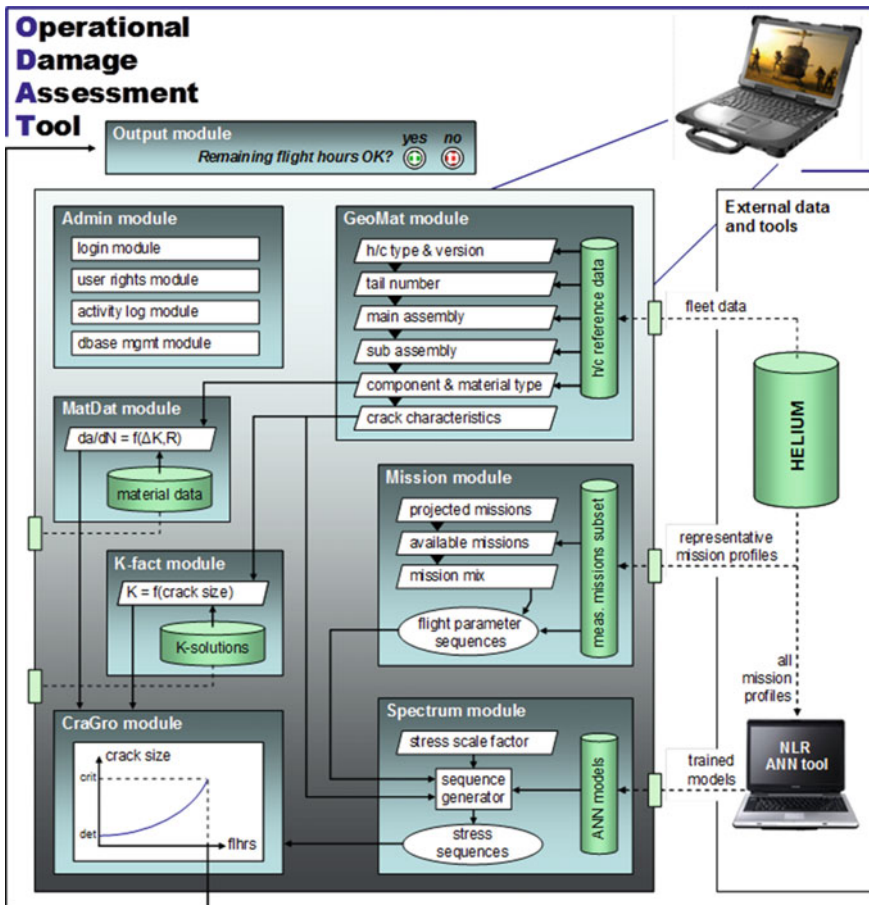 Operational
Damage
Assessment
Tool
Output module
yes no
Remaining flight hours OK?
Admin module
login module
user rights module
activity log module
dbase mgmt module
GeoMat module
h/c type & version
tail number
main assembly
sub assembly
component & material type
crack characteristics
h/c reference data
External data
and tools
fleet data
HELIUM
MatDat module
da/dN = f(ΔK,R)
material data
Mission module
projected missions
available missions
mission mix
flight parameter
sequences
meas. missions subset
representative
mission profiles
K-fact module
K = f(crack size)
K-solutions
all
mission
profiles
CraGro module
crack size
crit
det
flhrs
Spectrum module
stress scale factor
sequence
generator
stress
sequences
ANN models
trained
models
NLR
ANN tool